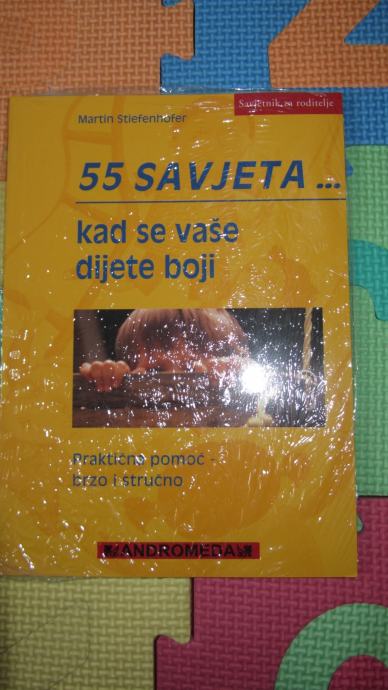 Savjetnik za roditelje
Martin Stiefenhofer
55 SAVJETA ...
kad se vaše
dijete boji
Praktična pomoć -
brzo i stručno
ANDROMEDA